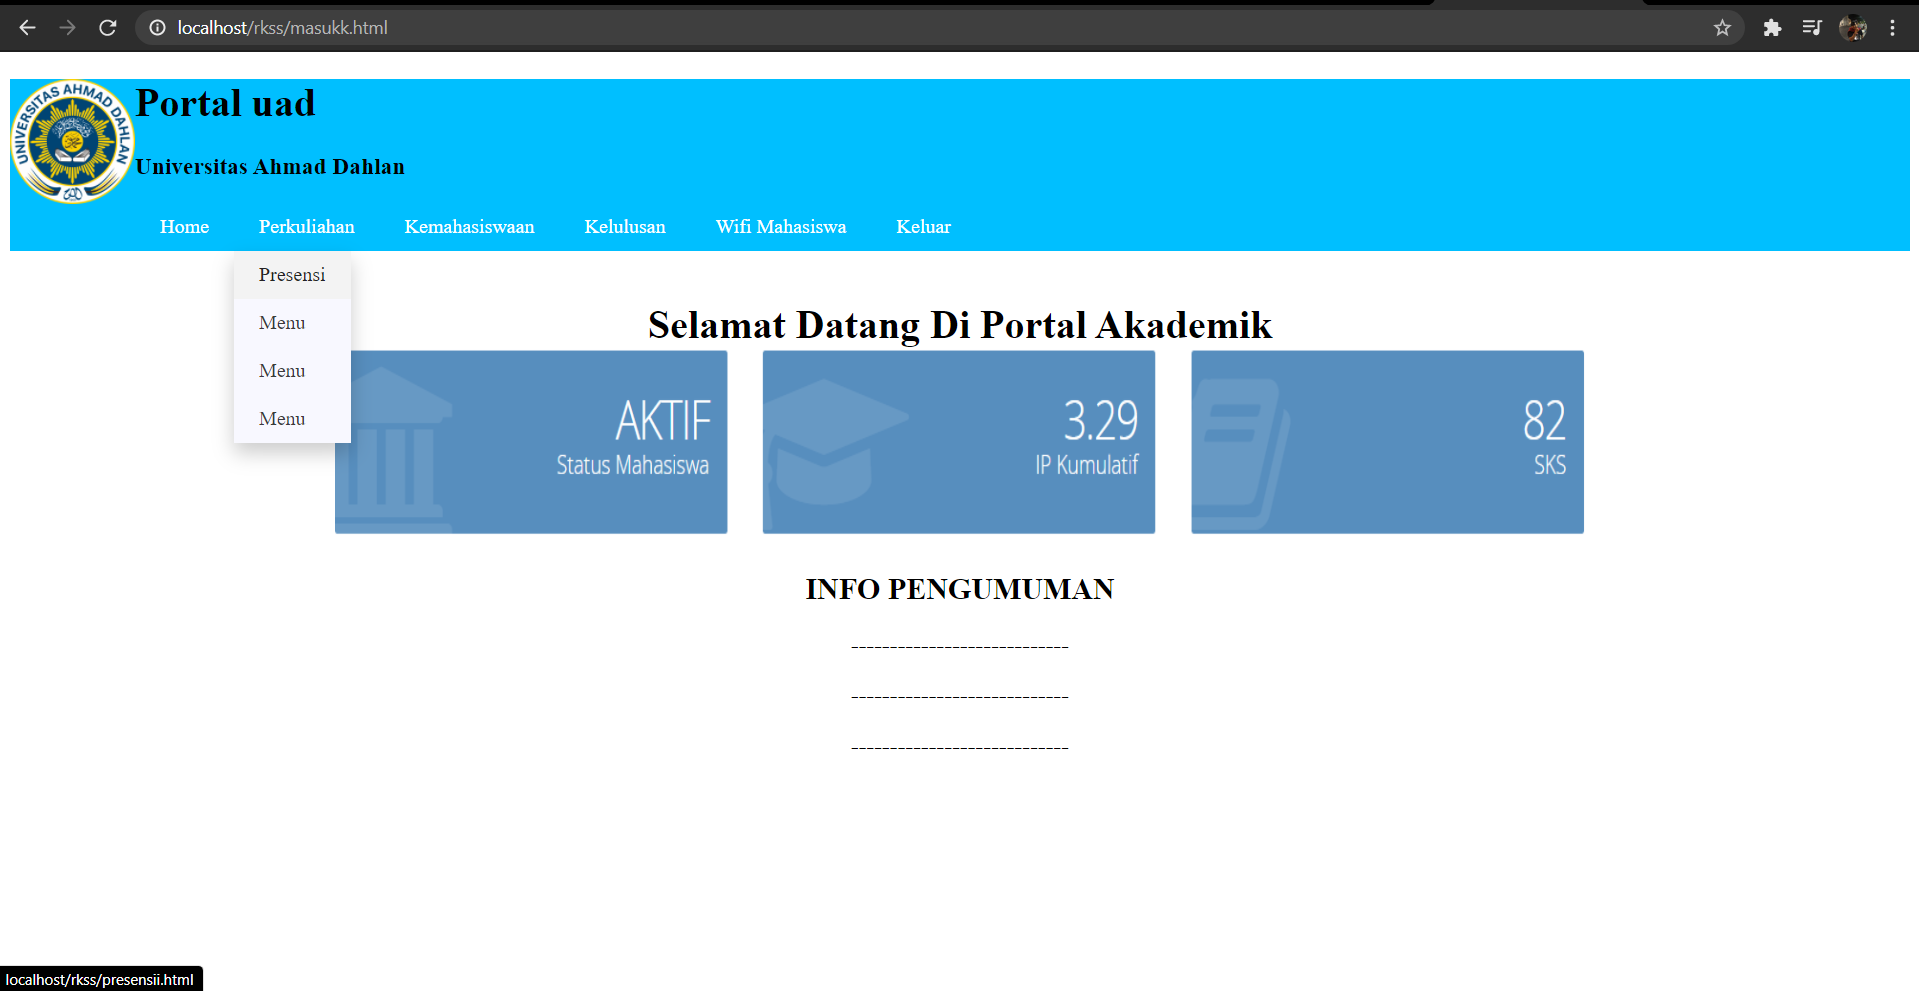 localhost/rkss/masukk.html
UNIVERSITAS AHMAD DAHLAN
Portal uad
Universitas Ahmad Dahlan
Home Perkuliahan Kemahasiswaan Kelulusan Wifi Mahasiswa Keluar
Presensi
Menu
Menu
Menu
Selamat Datang Di Portal Akademik
AKTIF
Status Mahasiswa
3.29
IP Kumulatif
82
SKS
INFO PENGUMUMAN
----------------------------
----------------------------
----------------------------
localhost/rkss/presensii.html